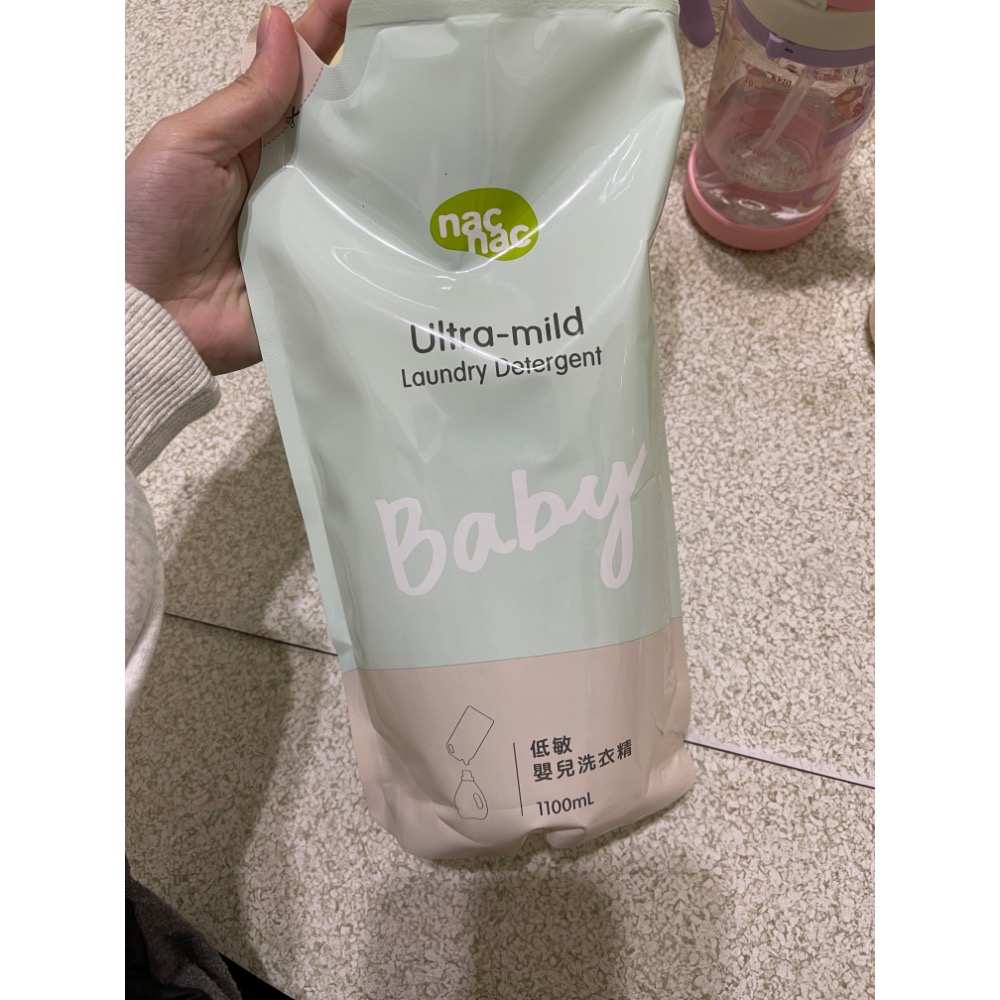 nac
nac
Ultra-mild
Laundry Detergent
Baby
低敏
嬰兒洗衣精
1100mL